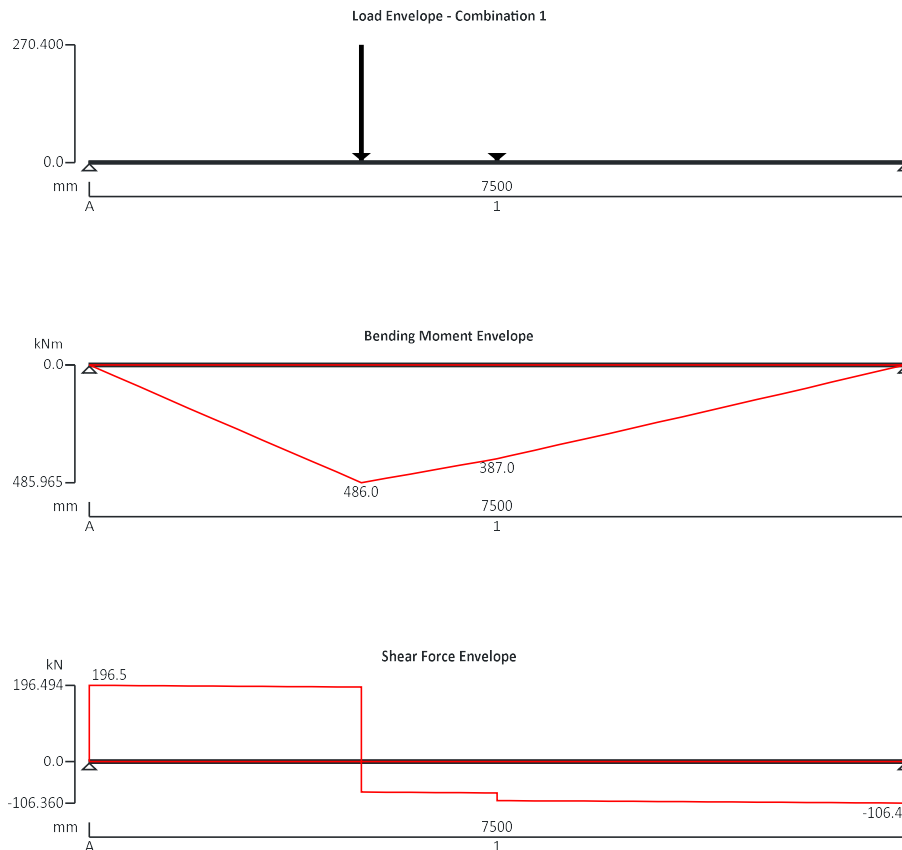 Load Envelope - Combination 1
270.400
0.0
mm
7500
A
1
Bending Moment Envelope
kNm
0.0
485.965
486.0
387.0
mm
7500
A
1
Shear Force Envelope
kN
196.494
196.5
0.0
-106.360
-106.4
mm
7500
A
1